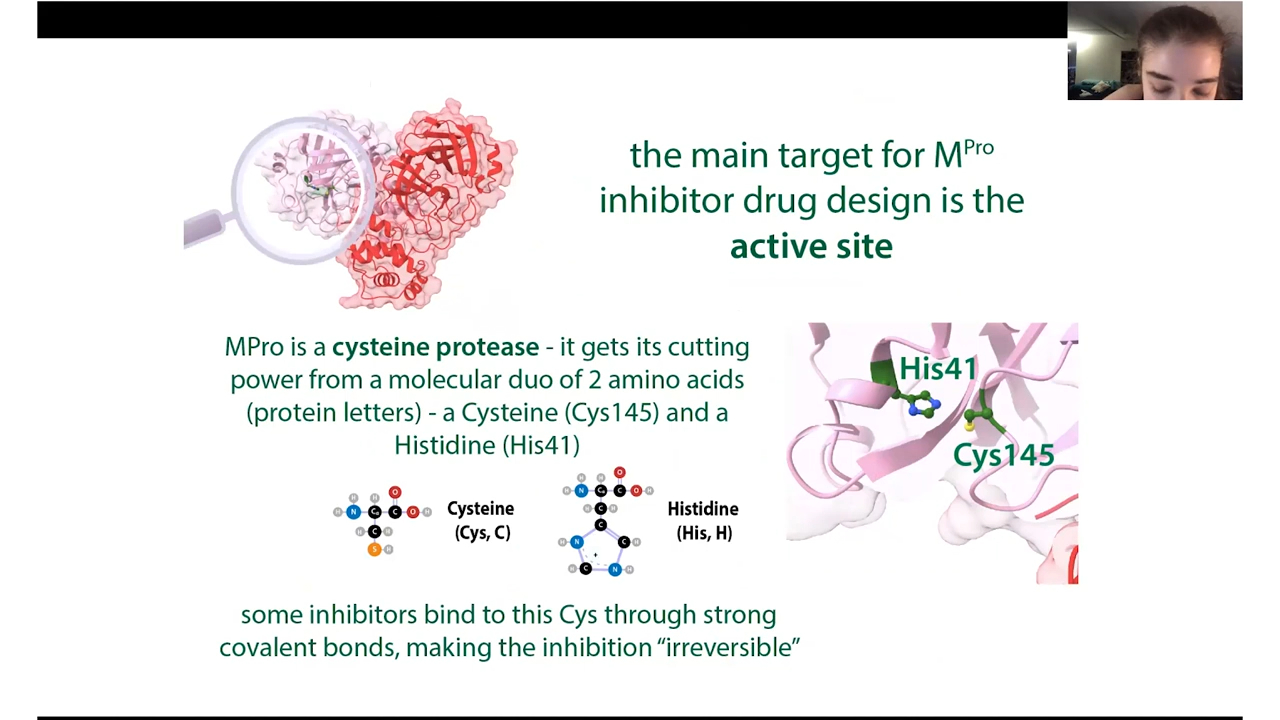 the main target for MPro
inhibitor drug design is the
active site
MPro is a cysteine protease - it gets its cutting
power from a molecular duo of 2 amino acids
(protein letters) - a Cysteine (Cys145) and a
Histidine (His41)
His41
Cys145
Cysteine
(Cys, C)
Histidine
(His, H)
some inhibitors bind to this Cys through strong
covalent bonds, making the inhibition “irreversible”